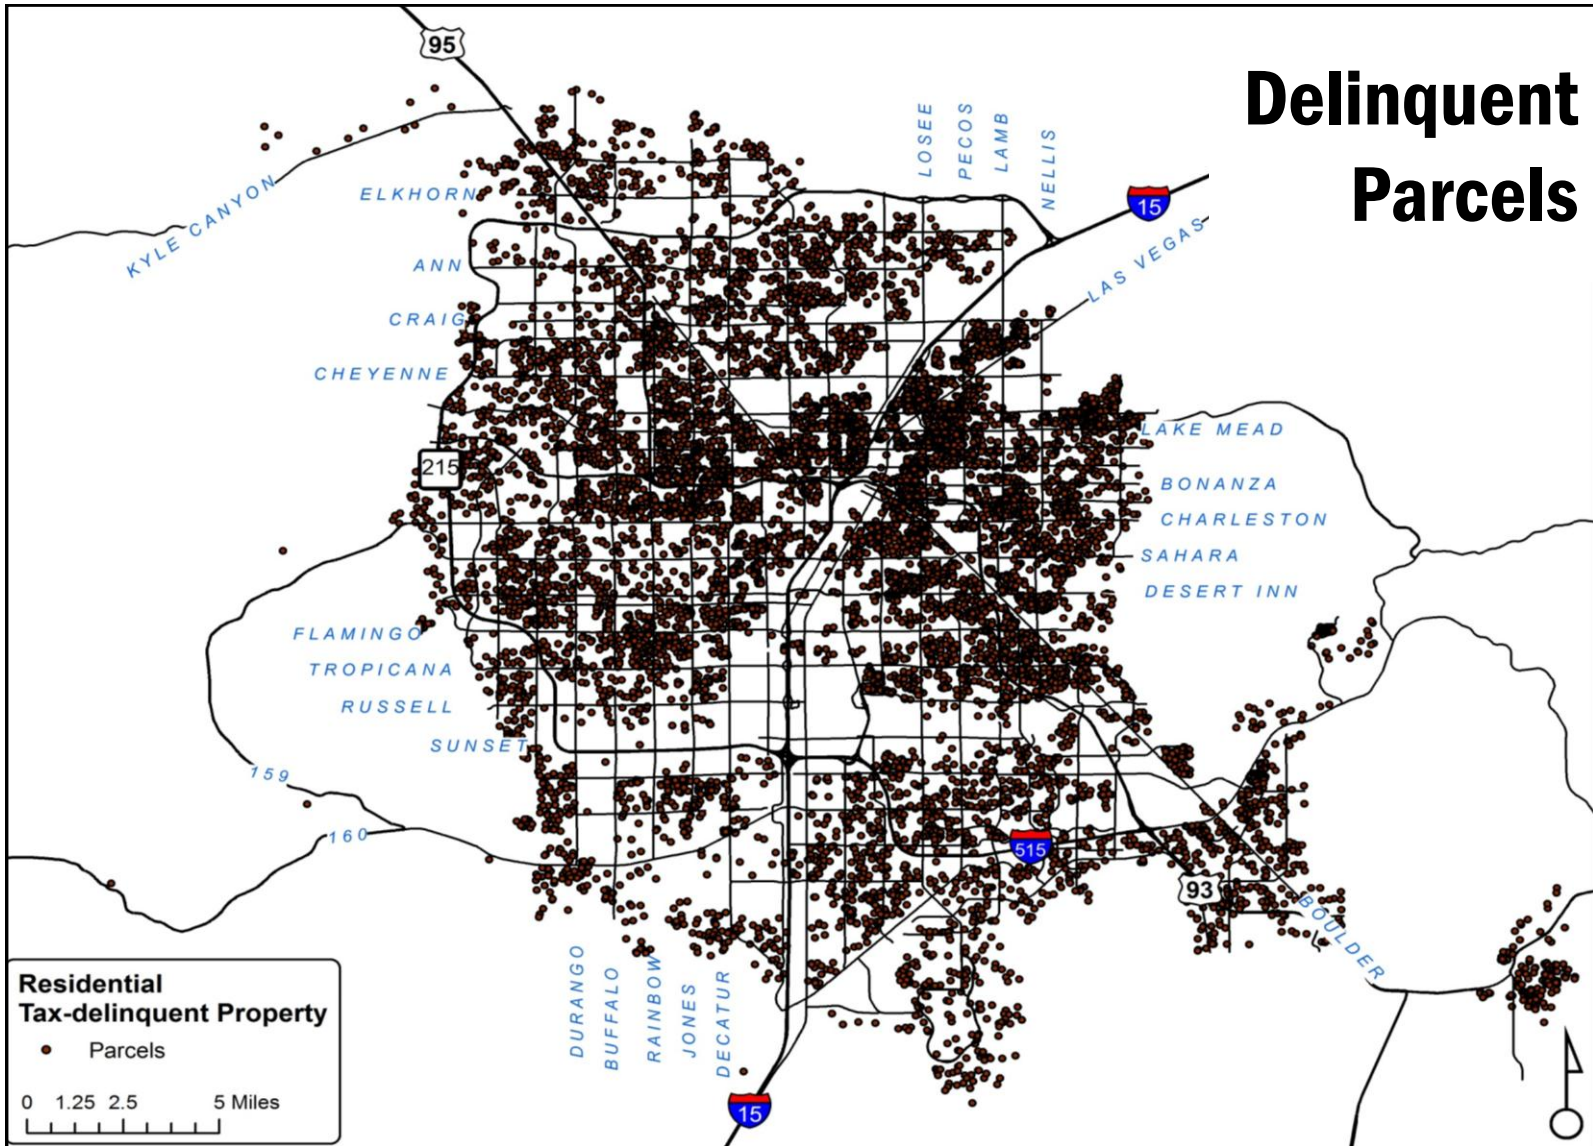 Delinquent
Parcels
95
LOSEE
PECOS
LAMB
NELLIS
15
KYLE CANYON
ELKHORN
LAS VEGAS
ANN
CRAIG
CHEYENNE
LAKE MEAD
215
BONANZA
CHARLESTON
SAHARA
DESERT INN
FLAMINGO
TROPICANA
RUSSELL
SUNSET
159
160
515
93
BOULDER
DURANGO
BUFFALO
RAINBOW
JONES
DECATUR
15
Residential
Tax-delinquent Property
Parcels
0 1.25 2.5 5 Miles